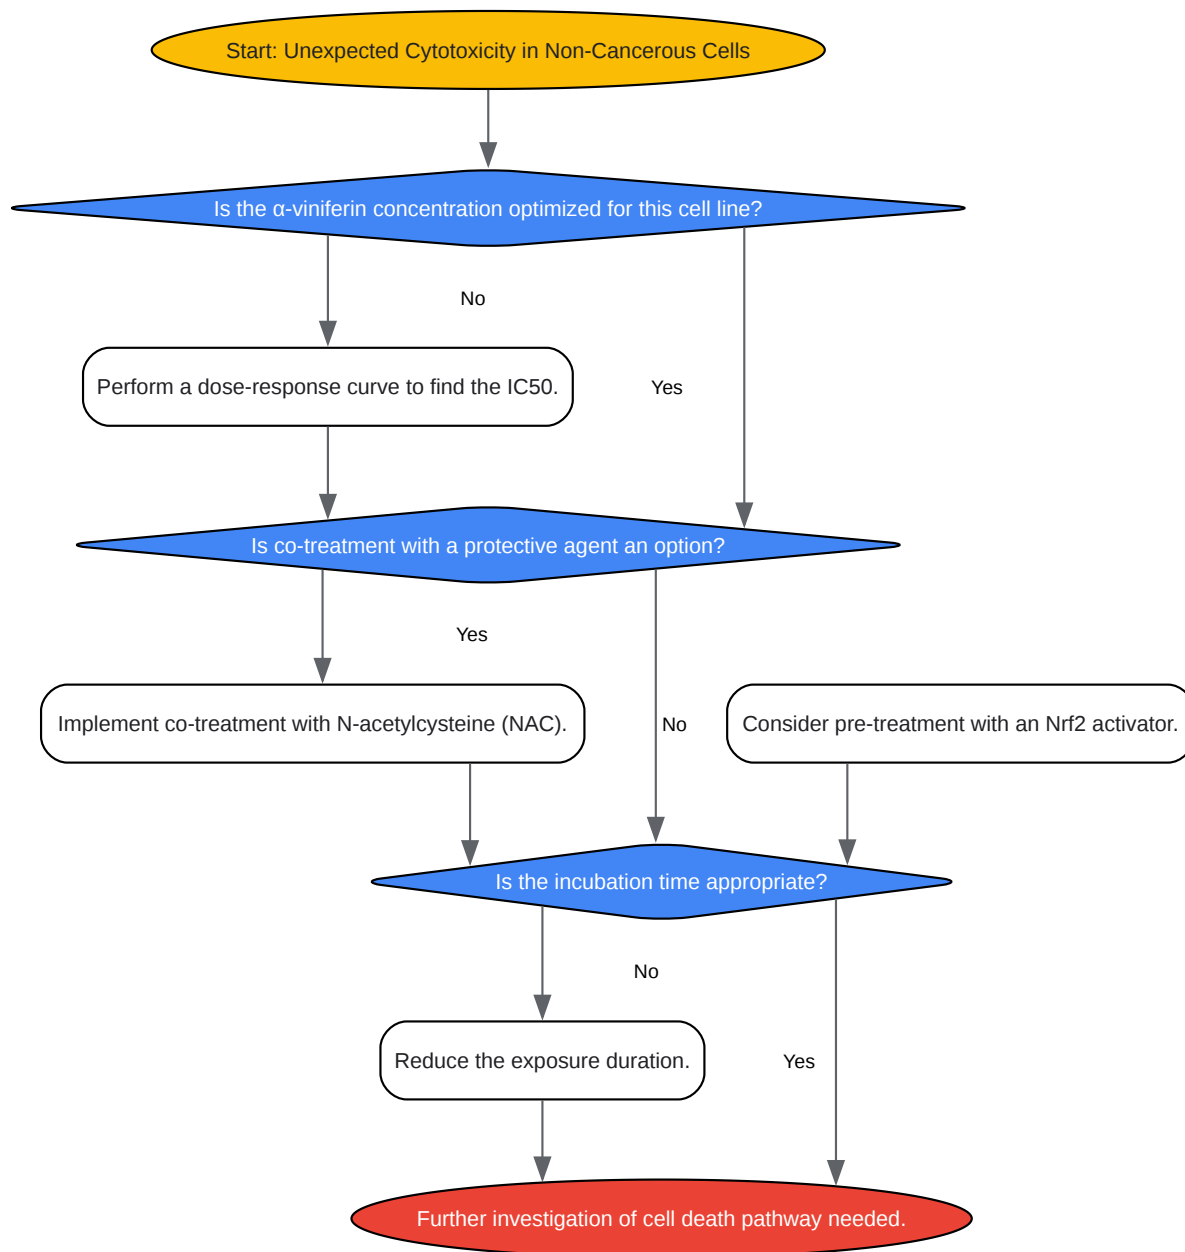 Start: Unexpected Cytotoxicity in Non-Cancerous Cells
Is the α-viniferin concentration optimized for this cell line?
No
Perform a dose-response curve to find the IC50.
Yes
Is co-treatment with a protective agent an option?
Yes
Implement co-treatment with N-acetylcysteine (NAC).
No
Consider pre-treatment with an Nrf2 activator.
Is the incubation time appropriate?
No
Reduce the exposure duration.
Yes
Further investigation of cell death pathway needed.